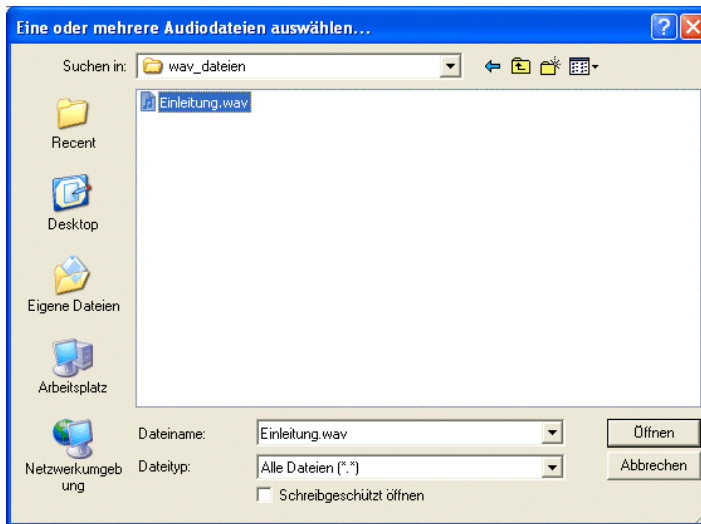 Eine oder mehrere Audiodateien auswählen...
Suchen in: wav_dateien
Einleitung.wav
Recent
Desktop
Eigene Dateien
Arbeitsplatz
Netzwerkumgeb
ung
Dateiname: Einleitung.wav Öffnen
Dateityp: Alle Dateien (*.*) Abbrechen
Schreibgeschützt öffnen